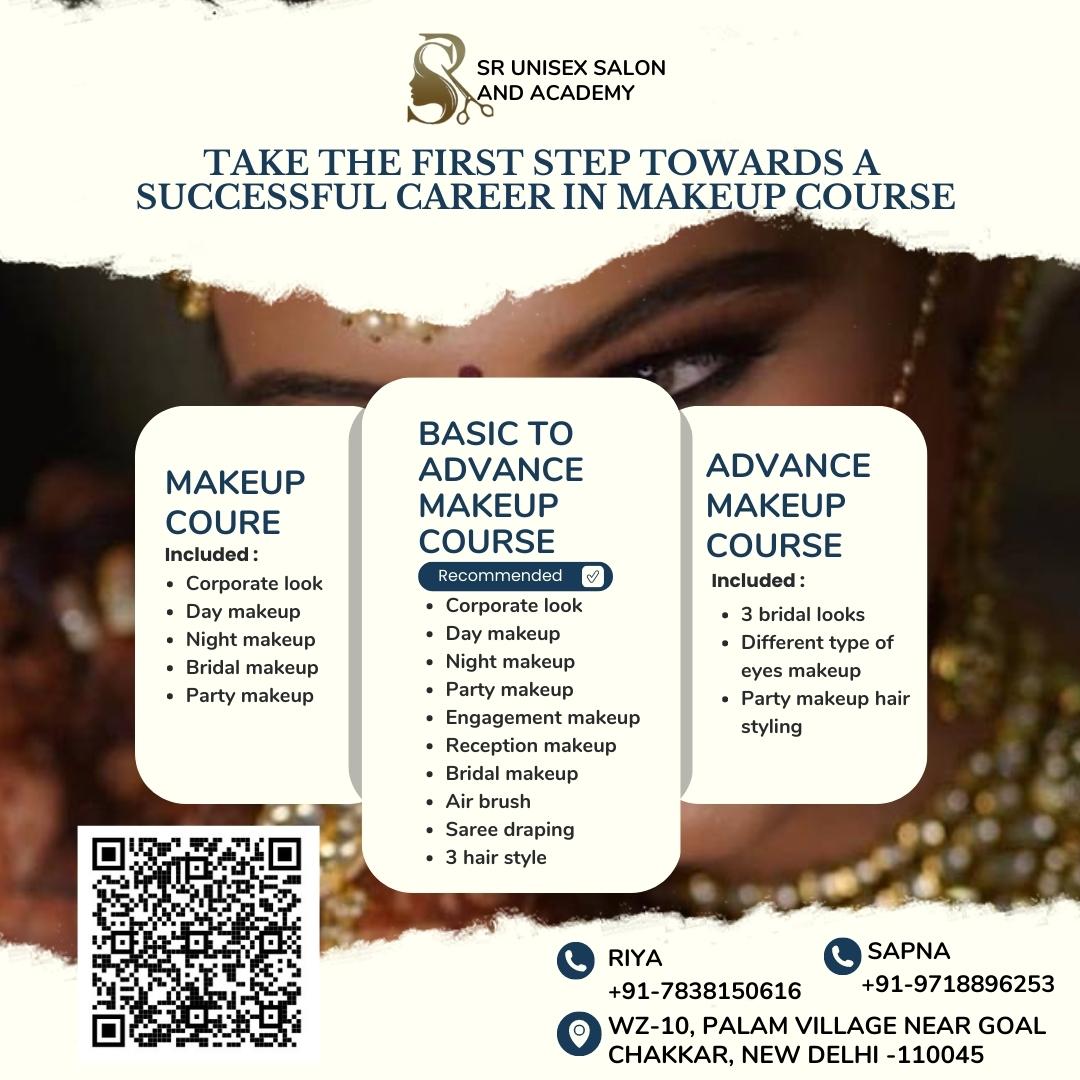 SR UNISEX SALON
AND ACADEMY
TAKE THE FIRST STEP TOWARDS A
SUCCESSFUL CAREER IN MAKEUP COURSE
MAKEUP
COURE
Included :
• Corporate look
• Day makeup
• Night makeup
• Bridal makeup
• Party makeup
BASIC TO
ADVANCE
MAKEUP
COURSE
Recommended
• Corporate look
• Day makeup
• Night makeup
• Party makeup
• Engagement makeup
• Reception makeup
• Bridal makeup
• Air brush
• Saree draping
• 3 hair style
ADVANCE
MAKEUP
COURSE
Included :
• 3 bridal looks
• Different type of
eyes makeup
• Party makeup hair
styling
RIYA
+91-7838150616
SAPNA
+91-9718896253
WZ-10, PALAM VILLAGE NEAR GOAL
CHAKKAR, NEW DELHI -110045